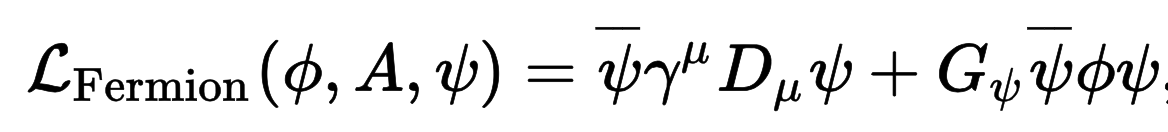 ℒ_Fermion(ϕ, A, ψ) = ψ̅γ^μ D_μ ψ + G_ψ ψ̅ϕψ,